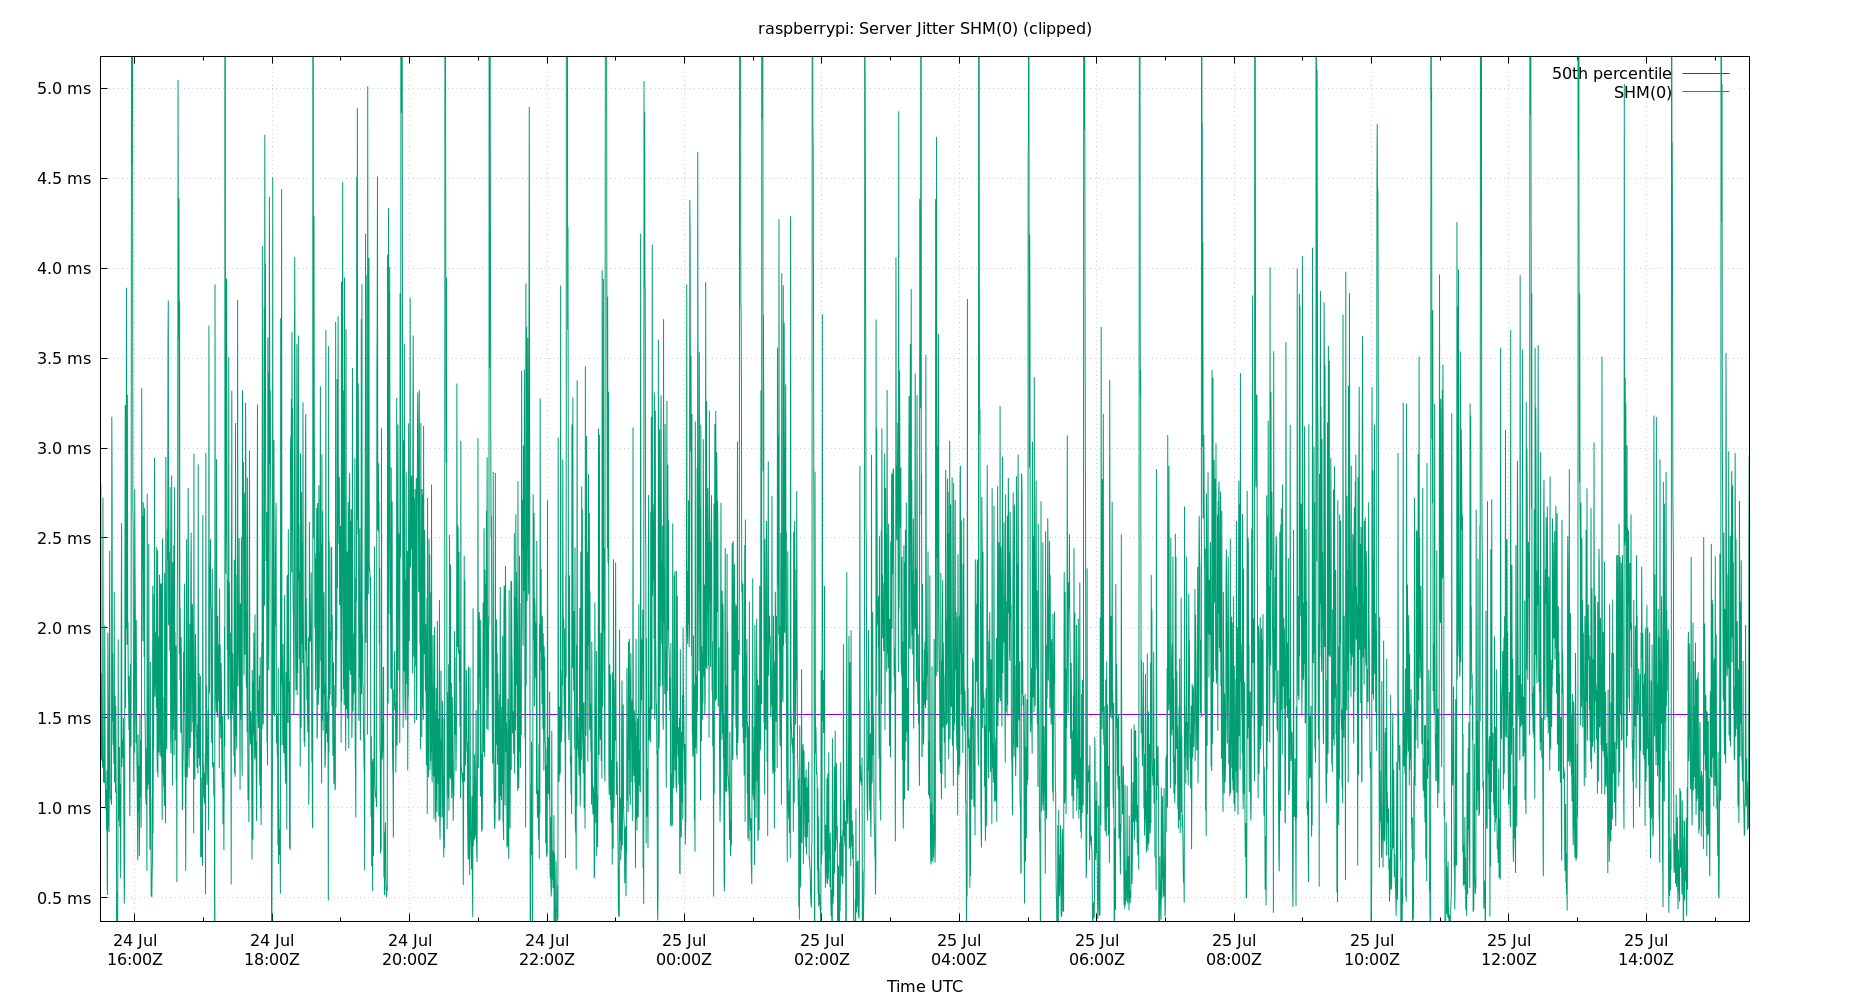 raspberrypi: Server Jitter SHM(0) (clipped)
50th percentile
SHM(0)
5.0 ms
4.5 ms
4.0 ms
3.5 ms
3.0 ms
2.5 ms
2.0 ms
1.5 ms
1.0 ms
0.5 ms
24 Jul 24 Jul 24 Jul 24 Jul 25 Jul 25 Jul 25 Jul 25 Jul 25 Jul 25 Jul 25 Jul 25 Jul
16:00Z 18:00Z 20:00Z 22:00Z 00:00Z 02:00Z 04:00Z 06:00Z 08:00Z 10:00Z 12:00Z 14:00Z
Time UTC